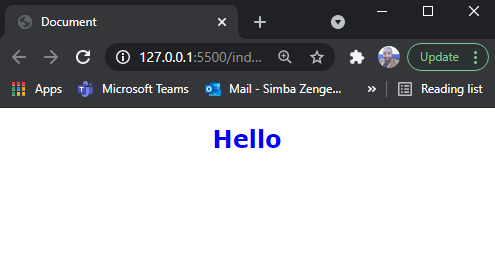 Document
127.0.0.1:5500/ind...
Update
Apps
Microsoft Teams
Mail - Simba Zenge...
Reading list
Hello